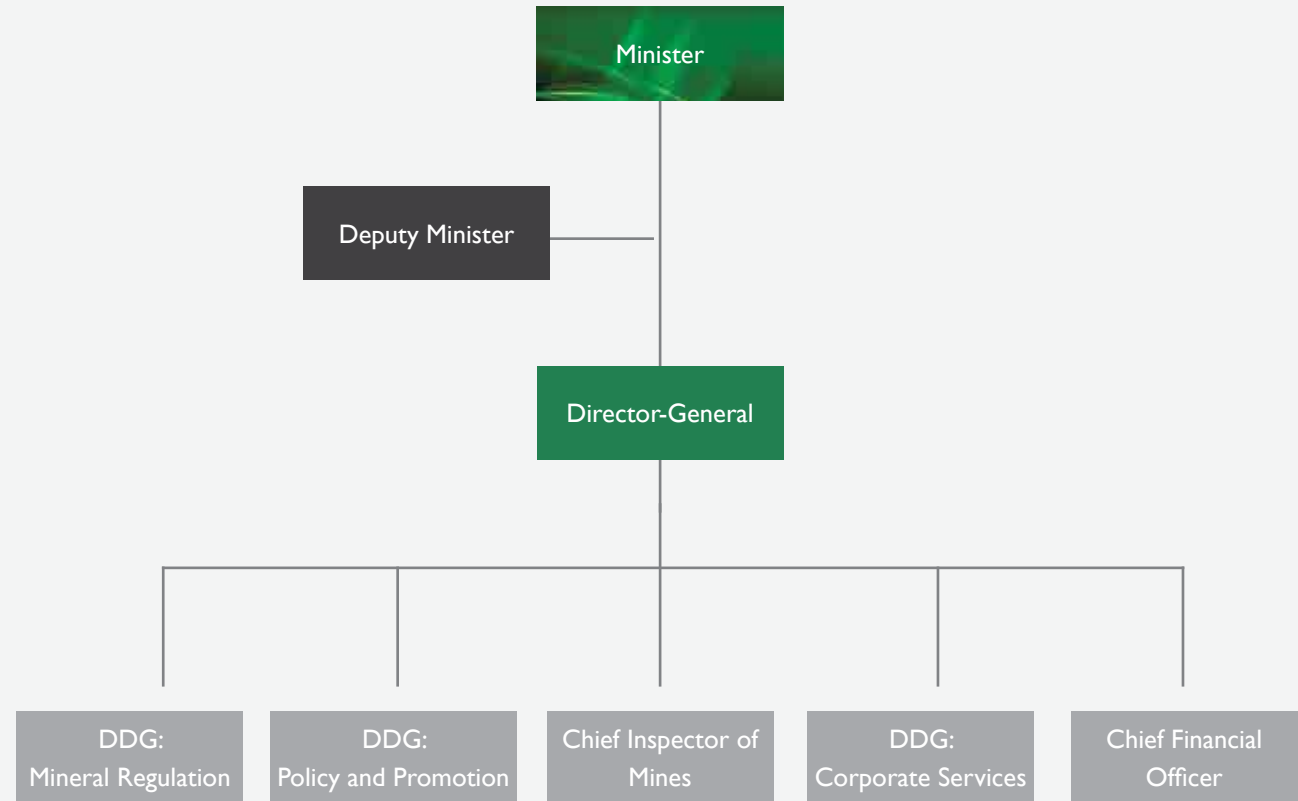 Minister
Deputy Minister
Director-General
DDG:
Mineral Regulation
DDG:
Policy and Promotion
Chief Inspector of
Mines
DDG:
Corporate Services
Chief Financial
Officer